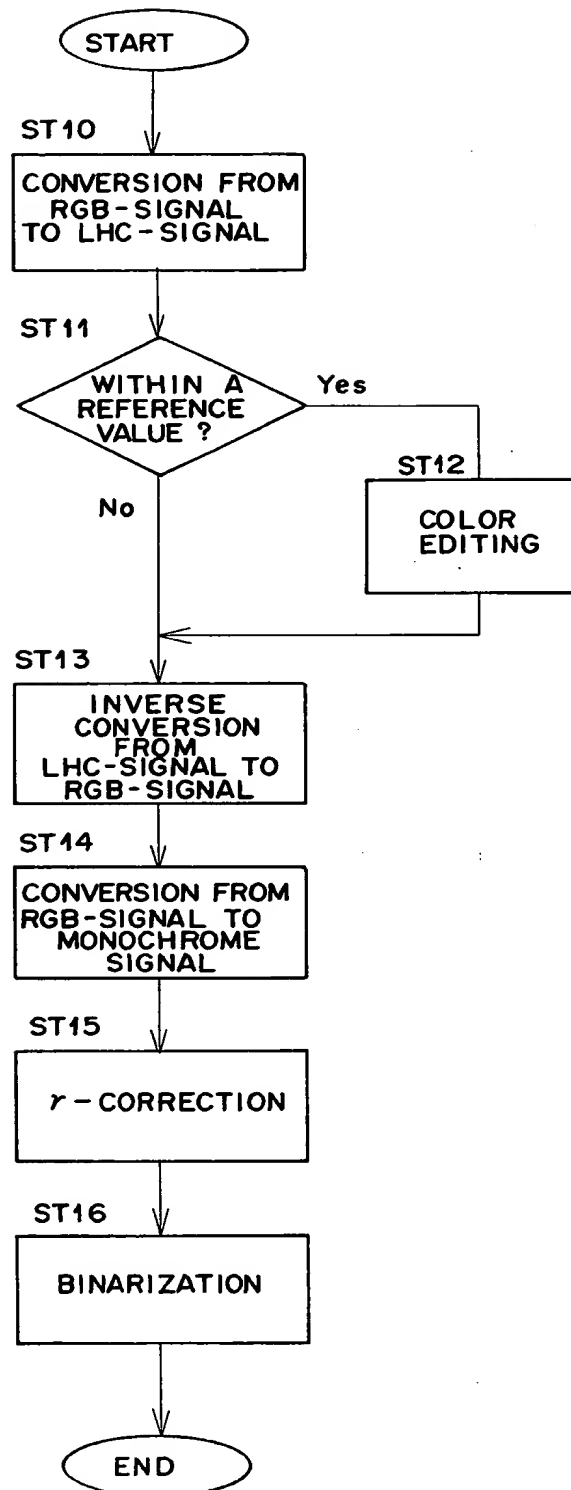 START
ST10
CONVERSION FROM
RGB-SIGNAL
TO LHC-SIGNAL
ST11
WITHIN A
REFERENCE
VALUE ?
Yes
No
ST12
COLOR
EDITING
ST13
INVERSE
CONVERSION
FROM
LHC-SIGNAL TO
RGB-SIGNAL
ST14
CONVERSION FROM
RGB-SIGNAL TO
MONOCHROME
SIGNAL
ST15
r-CORRECTION
ST16
BINARIZATION
END